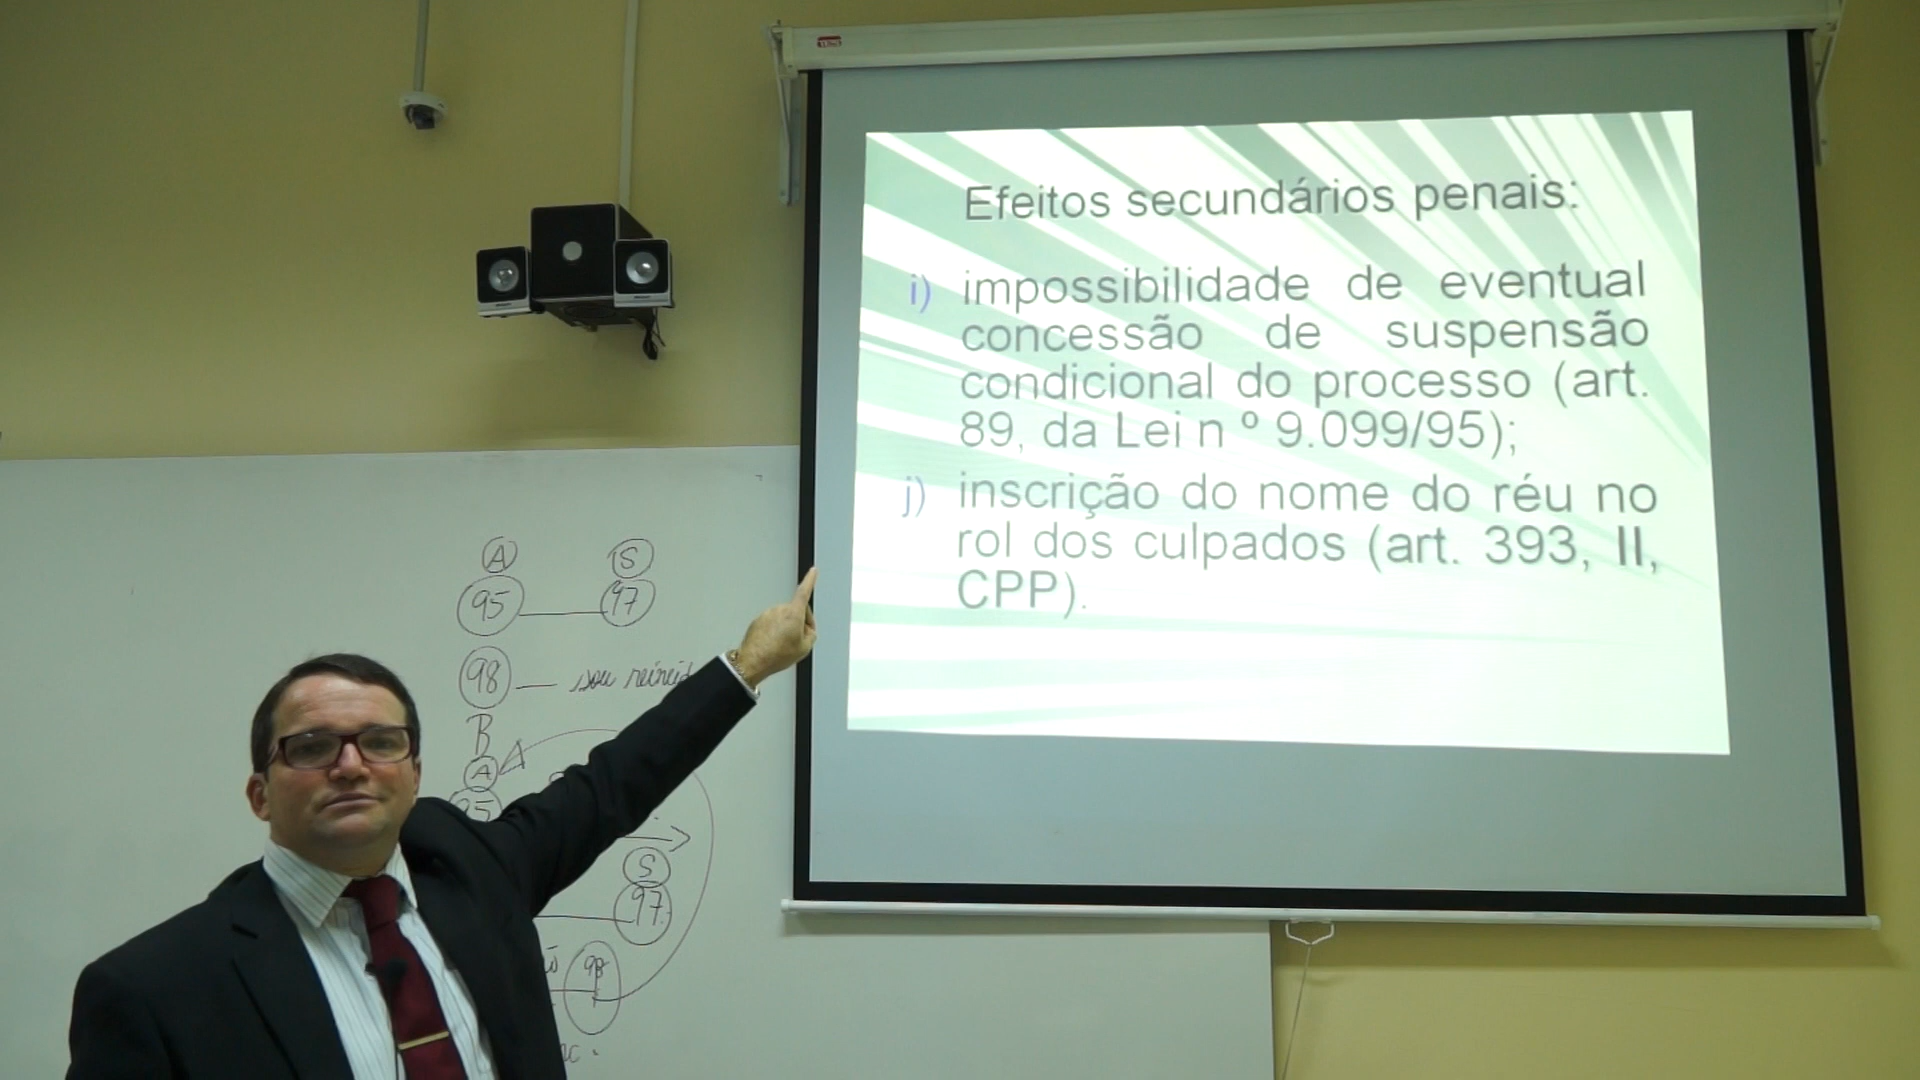 Efeitos secundários penais:
i) impossibilidade de eventual
concessão de suspensão
condicional do processo (art.
89, da Lei n º 9.099/95);
j) inscrição do nome do réu no
rol dos culpados (art. 393, II,
CPP).
A S
95 97
98 — sou
B
A
95
S
97
98